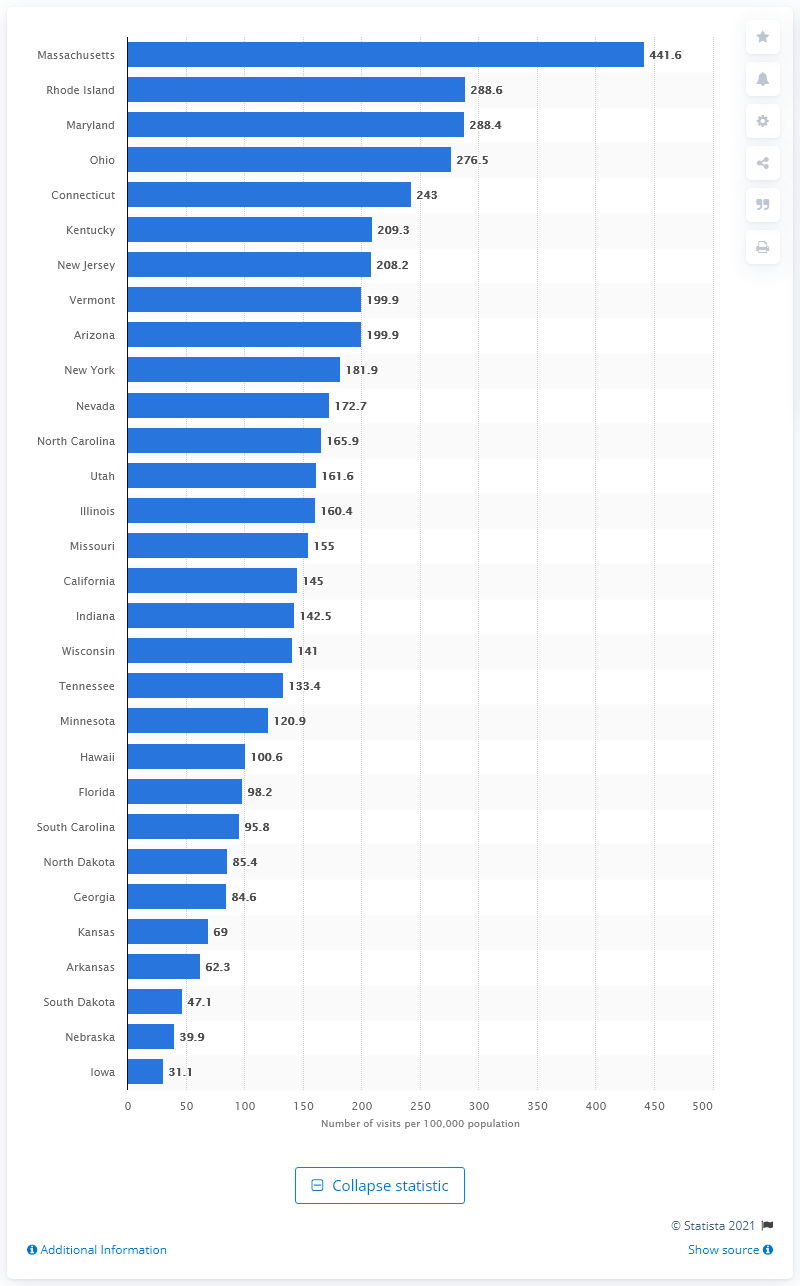 Massachusetts 441.6
Rhode Island 288.6
Maryland 288.4
Ohio 276.5
Connecticut 243
Kentucky 209.3
New Jersey 208.2
Vermont 199.9
Arizona 199.9
New York 181.9
Nevada 172.7
North Carolina 165.9
Utah 161.6
Illinois 160.4
Missouri 155
California 145
Indiana 142.5
Wisconsin 141
Tennessee 133.4
Minnesota 120.9
Hawaii 100.6
Florida 98.2
South Carolina 95.8
North Dakota 85.4
Georgia 84.6
Kansas 69
Arkansas 62.3
South Dakota 47.1
Nebraska 39.9
Iowa 31.1
0 50 100 150 200 250 300 350 400 450 500
Number of visits per 100,000 population
Collapse statistic
© Statista 2021
Additional Information Show source